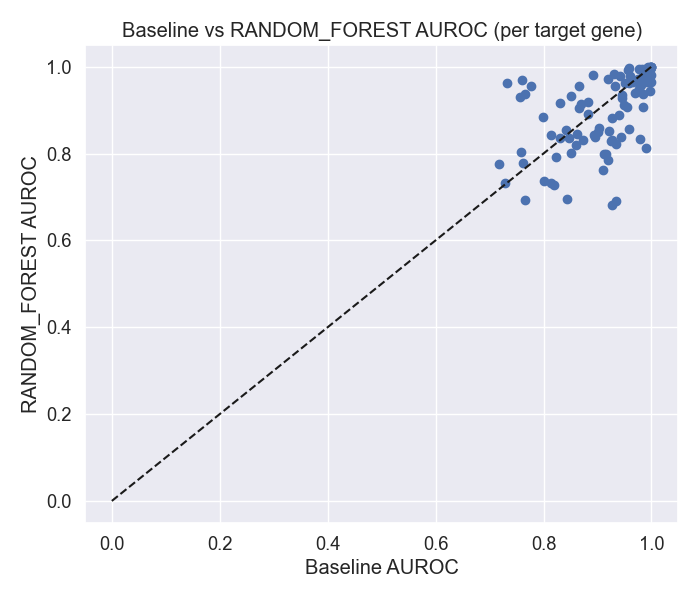 Baseline vs RANDOM_FOREST AUROC (per target gene)
1.0
0.8
0.6
0.4
0.2
0.0
RANDOM_FOREST AUROC
0.0 0.2 0.4 0.6 0.8 1.0
Baseline AUROC